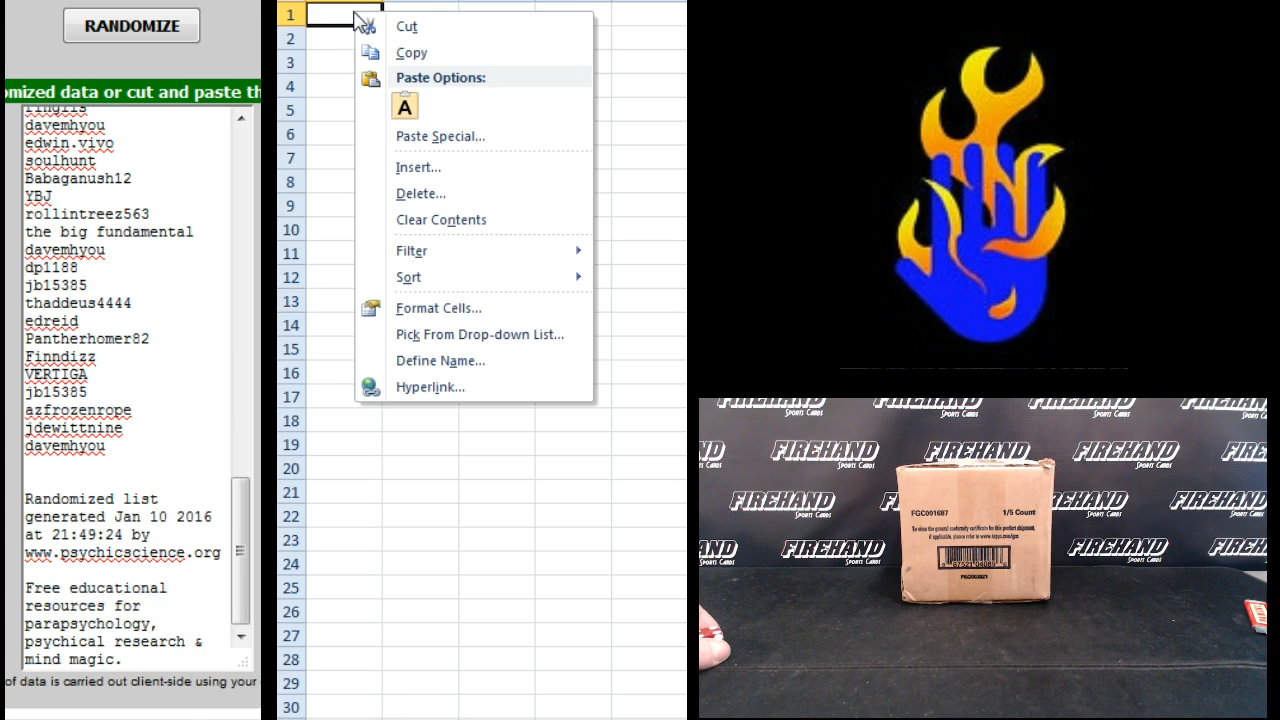 RANDOMIZE
omized data or cut and paste th
davemhyou
edwin.vivo
soulhunt
Babaganush12
YBJ
rollintreez563
the big fundamental
davemhyou
dp1188
jb15385
thaddeus4444
edreid
Pantherhomer82
Finndizz
VERTIGA
jb15385
azfrozenrope
jdewittnine
davemhyou
Randomized list
generated Jan 10 2016
at 21:49:24 by
www.psychicscience.org
Free educational
resources for
parapsychology,
psychical research &
mind magic.
of data is carried out client-side using your
1
2
3
4
5
6
7
8
9
10
11
12
13
14
15
16
17
18
19
20
21
22
23
24
25
26
27
28
29
30
Cut
Copy
Paste Options:
A
Paste Special...
Insert...
Delete...
Clear Contents
Filter
Sort
Format Cells...
Pick From Drop-down List...
Define Name...
Hyperlink...
FIREHAND
SPORTS CARDS
FIREHAND
SPORTS CARDS
FIREHAND
SPORTS CARDS
FIREHAND
FIREHAND
FIREHAND
FIREHAND
FGC001687 1/5 Count